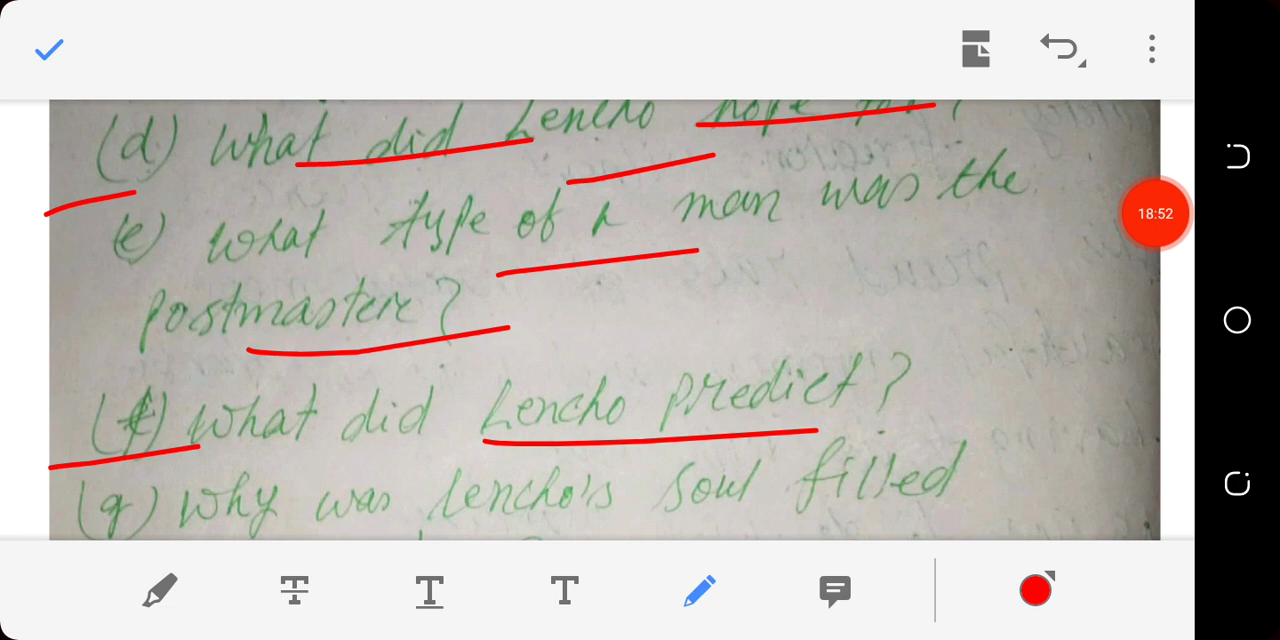 (d) What did Lencho hope for?
(e) What type of a man was the
postmaster?
(f) What did Lencho predict?
(g) Why was Lencho's soul filled
18:52